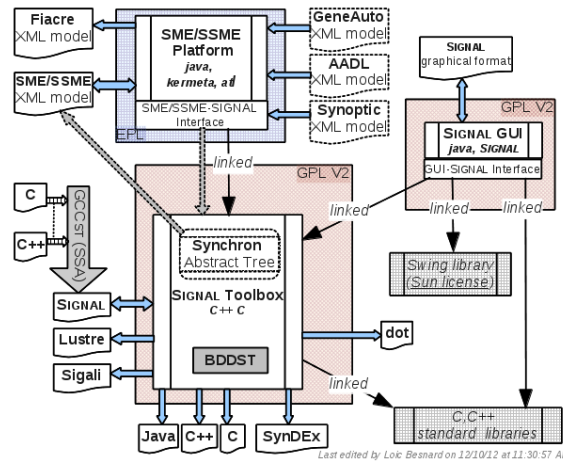 Fiacre
XML model
SME/SSME
Platform
java,
kermeta, atl
GeneAuto
XML model
AADL
XML model
Synoptic
XML model
SME/SSME
XML model
SME/SSME-SIGNAL
Interface
EPL
SIGNAL
graphical format
GPL V2
SIGNAL GUI
java, SIGNAL
GUI-SIGNAL Interface
linked
GPL V2
linked
linked
linked
C
C++
GCCST (SSA)
Synchron
Abstract Tree
SIGNAL Toolbox
C++ C
BDDST
Swing library
(Sun license)
SIGNAL
Lustre
Sigali
dot
linked
Java
C++
C
SynDEx
C,C++
standard libraries
Last edited by Loic Besnard on 12/10/12 at 11:30:57